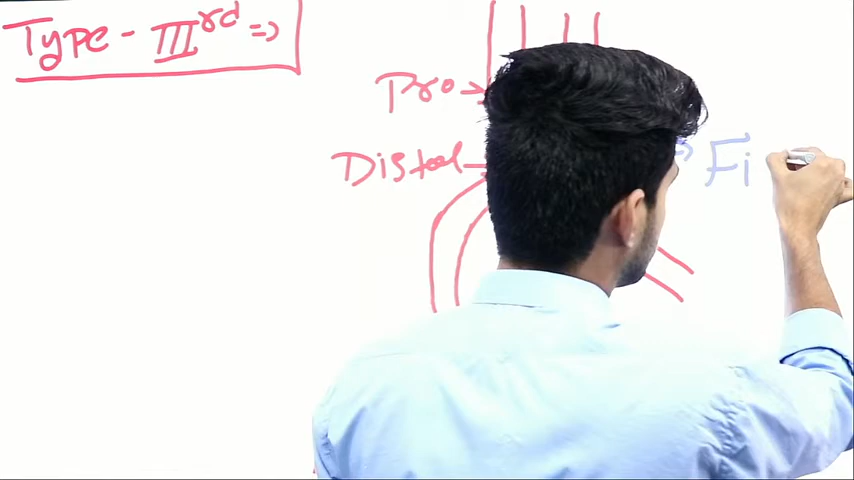 Type - III^rd =>
Pro →
Distal
=> Fi